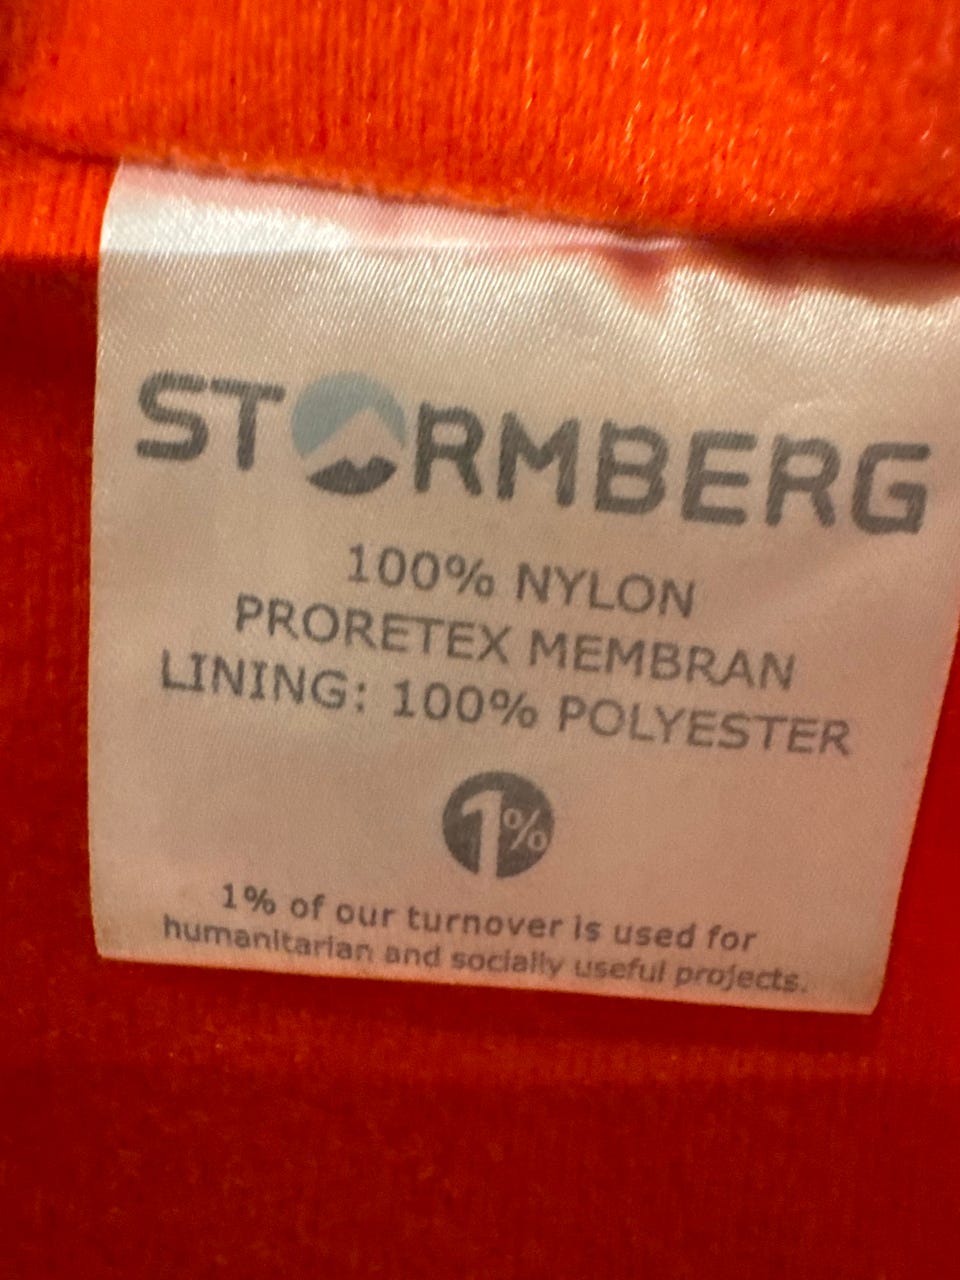 STORMBERG
100% NYLON
PRORETEX MEMBRAN
LINING: 100% POLYESTER
1%
1% of our turnover is used for
humanitarian and socially useful projects.